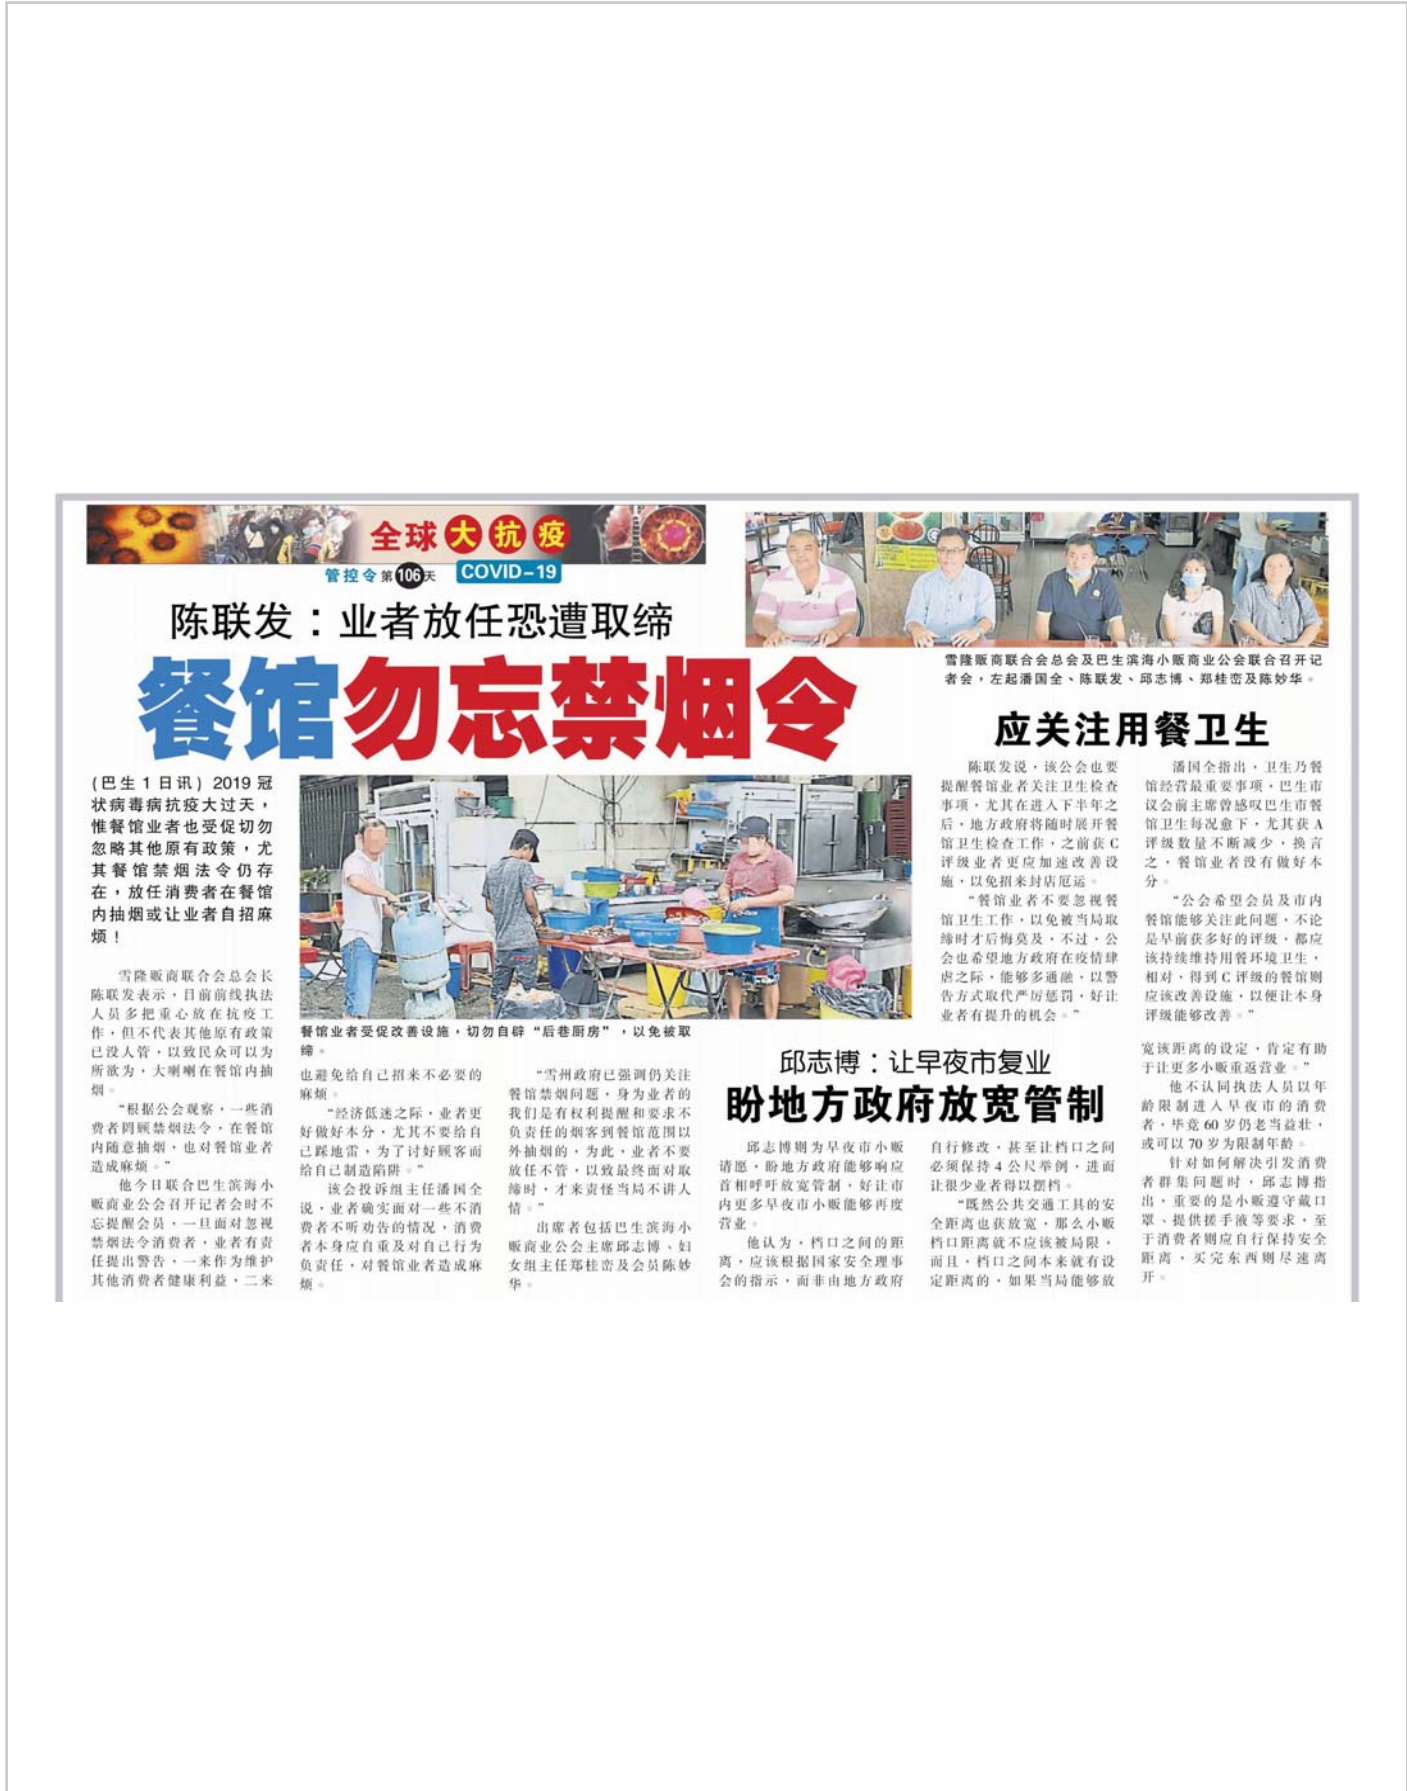 全球大抗疫
管控令第106天 COVID-19
陈联发：业者放任恐遭取缔
餐馆勿忘禁烟令
(巴生1日讯) 2019冠
状病毒病抗疫大过天，
惟餐馆业者也受促切勿
忽略其他原有政策，尤
其餐馆禁烟法令仍存
在，放任消费者在餐馆
内抽烟或让业者自招麻
烦！
雪隆贩商联合会总会长
陈联发表示，目前前线执法
人员多把重心放在抗疫工
作，但不代表其他原有政策
已没人管，以致民众可以为
所欲为，大喇喇在餐馆内抽
烟。
“根据公会观察，一些消
费者罔顾禁烟法令，在餐馆
内随意抽烟，也对餐馆业者
造成麻烦。”
他今日联合巴生滨海小
贩商业公会召开记者会时不
忘提醒会员，一旦面对忽视
禁烟法令消费者，业者有责
任提出警告，一来作为维护
其他消费者健康利益，二来
餐馆业者受促改善设施，切勿自辟“后巷厨房”，以免被取
缔。
也避免给自己招来不必要的
麻烦。
“经济低迷之际，业者更
好做好本分，尤其不要给自
己踩地雷，为了讨好顾客而
给自己制造陷阱。”
该会投诉组主任潘国全
说，业者确实面对一些不消
费者不听劝告的情况，消费
者本身应自重及对自己行为
负责任，对餐馆业者造成麻
烦。
“雪州政府已强调仍关注
餐馆禁烟问题，身为业者的
我们是有权利提醒和要求不
负责任的烟客到餐馆范围以
外抽烟的，为此，业者不要
放任不管，以致最终面对取
缔时，才来责怪当局不讲人
情。”
出席者包括巴生滨海小
贩商业公会主席邱志博、妇
女组主任郑桂峦及会员陈妙
华。
雪隆贩商联合会总会及巴生滨海小贩商业公会联合召开记
者会，左起潘国全、陈联发、邱志博、郑桂峦及陈妙华。
应关注用餐卫生
陈联发说，该公会也要
提醒餐馆业者关注卫生检查
事项，尤其在进入下半年之
后，地方政府将随时展开餐
馆卫生检查工作，之前获C
评级业者更应加速改善设
施，以免招来封店厄运。
“餐馆业者不要忽视餐
馆卫生工作，以免被当局取
缔时才后悔莫及，不过，公
会也希望地方政府在疫情肆
虐之际，能够多通融，以警
告方式取代严厉惩罚，好让
业者有提升的机会。”
潘国全指出，卫生乃餐
馆经营最重要事项，巴生市
议会前主席曾感叹巴生市餐
馆卫生每况愈下，尤其获A
评级数量不断减少，换言
之，餐馆业者没有做好本
分。
“公会希望会员及市内
餐馆能够关注此问题，不论
是早前获多好的评级，都应
该持续维持用餐环境卫生，
相对，得到C评级的餐馆则
应该改善设施，以便让本身
评级能够改善。”
邱志博：让早夜市复业
盼地方政府放宽管制
邱志博则为早夜市小贩
请愿，盼地方政府能够响应
首相呼吁放宽管制，好让市
内更多早夜市小贩能够再度
营业。
他认为，档口之间的距
离，应该根据国家安全理事
会的指示，而非由地方政府
自行修改，甚至让档口之间
必须保持4公尺举例，进而
让很少业者得以摆档。
“既然公共交通工具的安
全距离也获放宽，那么小贩
档口距离就不应该被局限，
而且，档口之间本来就有设
定距离的，如果当局能够放
宽该距离的设定，肯定有助
于让更多小贩重返营业。”
他不认同执法人员以年
龄限制进入早夜市的消费
者，毕竟60岁仍老当益壮，
或可以70岁为限制年龄。
针对如何解决引发消费
者群集问题时，邱志博指
出，重要的是小贩遵守戴口
罩、提供搓手液等要求，至
于消费者则应自行保持安全
距离，买完东西则尽速离
开。